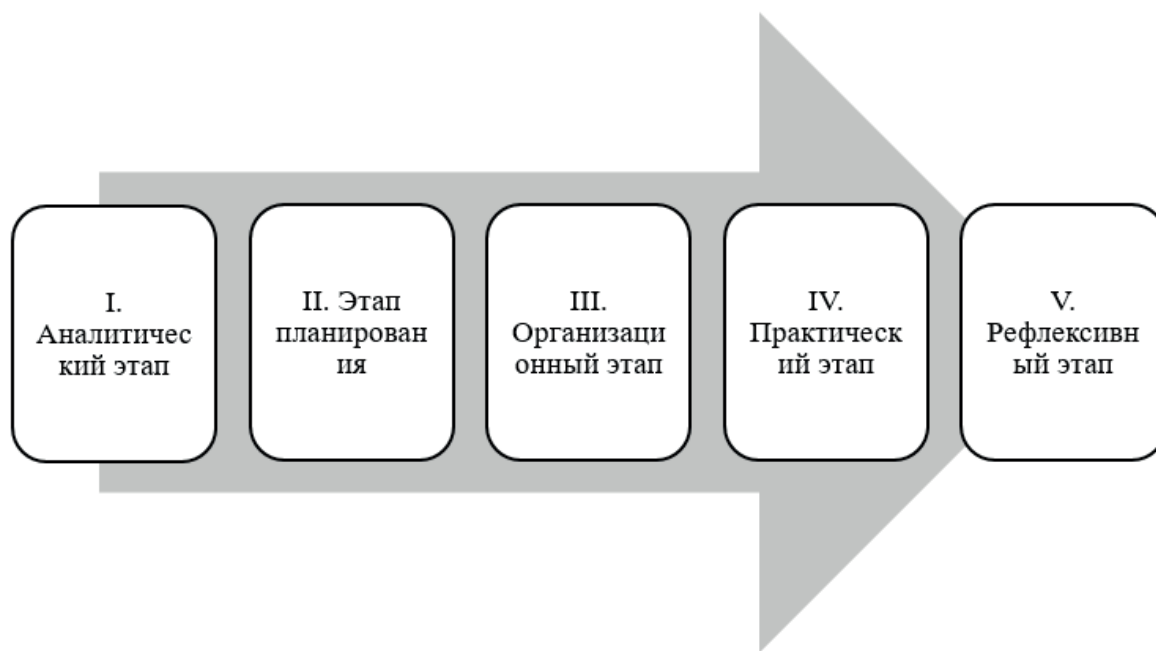 I.
Аналитичес
кий этап
II. Этап
планирован
ия
III.
Организаци
онный этап
IV.
Практическ
ий этап
V.
Рефлексивн
ый этап